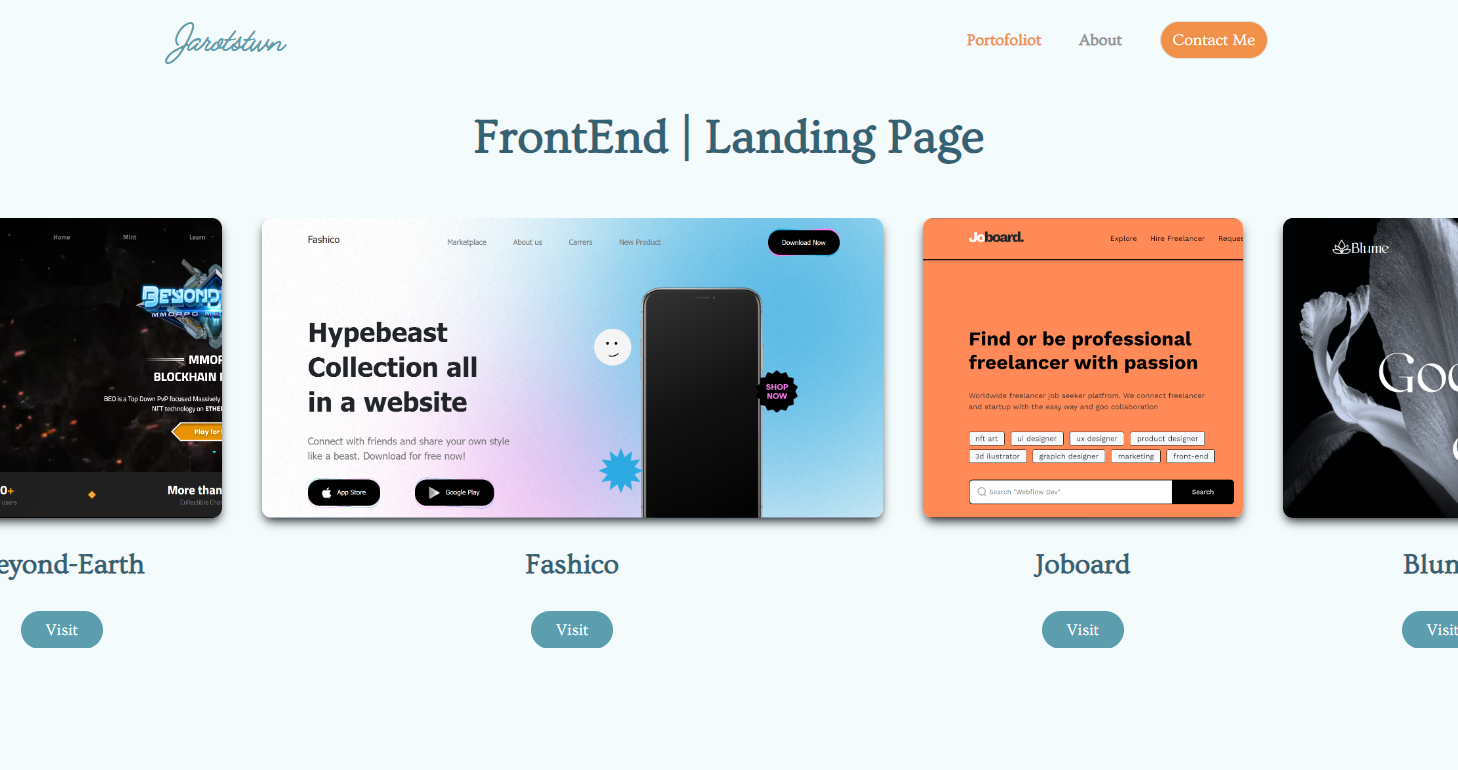 Jarotstwn
Portofoliot About Contact Me
FrontEnd | Landing Page
Home Mint Learn
BEYOND
MMORPG MOBI
MMOR
BLOCKHAIN
BEO is a Top Down PvP focused Massively
NFT technology on ETHE
Play for
0+
users
More than
Collectible Cha
Fashico Marketplace About us Carrers New Product Download Now
Hypebeast
Collection all
in a website
Connect with friends and share your own style
like a beast. Download for free now!
App Store Google Play
SHOP
NOW
Joboard. Explore Hire Freelancer Reques
Find or be professional
freelancer with passion
Worldwide freelancer job seeker platfrom. We connect freelancer
and startup with the easy way and goo collaboration
nft art ui designer ux designer product designer
3d ilustrator grapich designer marketing front-end
Search "Webflow Dev" Search
Blume
Goo
eyond-Earth Fashico Joboard Blum
Visit Visit Visit Visit